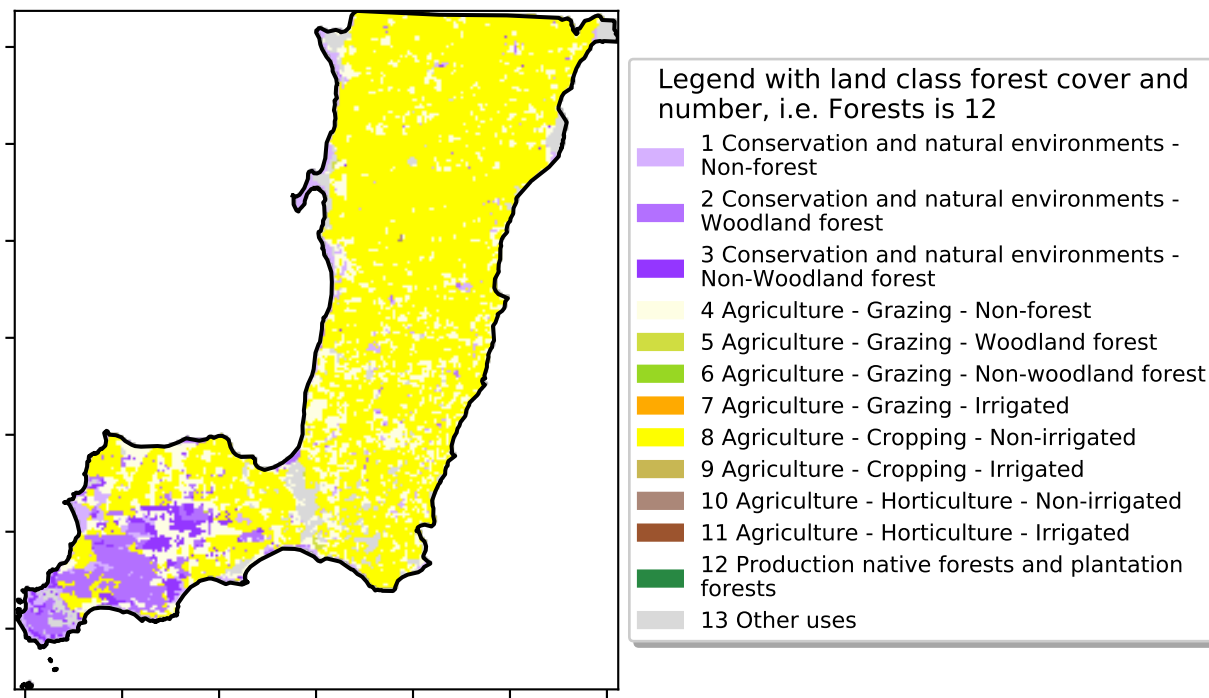 Legend with land class forest cover and
number, i.e. Forests is 12
1 Conservation and natural environments -
Non-forest
2 Conservation and natural environments -
Woodland forest
3 Conservation and natural environments -
Non-Woodland forest
4 Agriculture - Grazing - Non-forest
5 Agriculture - Grazing - Woodland forest
6 Agriculture - Grazing - Non-woodland forest
7 Agriculture - Grazing - Irrigated
8 Agriculture - Cropping - Non-irrigated
9 Agriculture - Cropping - Irrigated
10 Agriculture - Horticulture - Non-irrigated
11 Agriculture - Horticulture - Irrigated
12 Production native forests and plantation
forests
13 Other uses